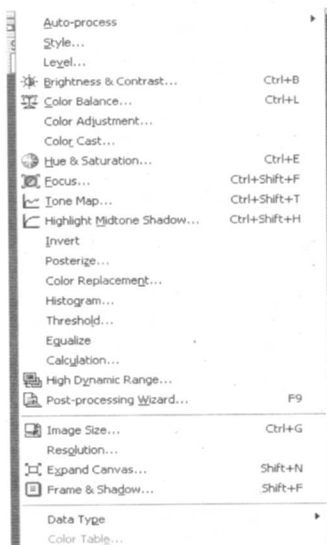 Auto-process
Style...
Level...
Brightness & Contrast... Ctrl+B
Color Balance... Ctrl+L
Color Adjustment...
Color Cast...
Hue & Saturation... Ctrl+E
Focus... Ctrl+Shift+F
Tone Map... Ctrl+Shift+T
Highlight Midtone Shadow... Ctrl+Shift+H
Invert
Posterize...
Color Replacement...
Histogram...
Threshold...
Equalize
Calculation...
High Dynamic Range...
Post-processing Wizard... F9
Image Size... Ctrl+G
Resolution...
Expand Canvas... Shift+N
Frame & Shadow... Shift+F
Data Type
Color Table...